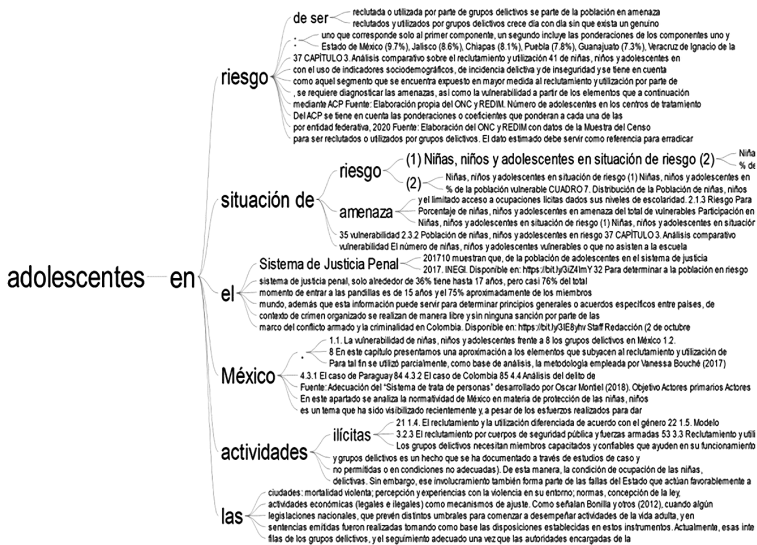 de ser
reclutada o utilizada por parte de grupos delictivos se parte de la población en amenaza
reclutados y utilizados por grupos delictivos crece día con día sin que exista un genuino
uno que corresponde solo al primer componente, un segundo incluye las ponderaciones de los componentes uno y
Estado de México (9.7%), Jalisco (8.6%), Chiapas (8.1%), Puebla (7.8%), Guanajuato (7.3%), Veracruz de Ignacio de la
riesgo
37 CAPÍTULO 3. Análisis comparativo sobre el reclutamiento y utilización 41 de niñas, niños y adolescentes en
con el uso de indicadores sociodemográficos, de incidencia delictiva y de inseguridad y se tiene en cuenta
como aquel segmento que se encuentra expuesto en mayor medida al reclutamiento y utilización por parte de
, se requiere diagnosticar las amenazas, así como la vulnerabilidad a partir de los elementos que a continuación
mediante ACP Fuente: Elaboración propia del ONC y REDIM. Número de adolescentes en los centros de tratamiento
Del ACP se tiene en cuenta las ponderaciones o coeficientes que ponderan a cada una de las
por entidad federativa, 2020 Fuente: Elaboración del ONC y REDIM con datos de la Muestra del Censo
para ser reclutados o utilizados por grupos delictivos. El dato estimado debe servir como referencia para erradicar
situación de
riesgo
(1) Niñas, niños y adolescentes en situación de riesgo (2)
Niña
% de
(2)
Niñas, niños y adolescentes en situación de riesgo (1) Niñas, niños y adolescentes en
% de la población vulnerable CUADRO 7. Distribución de la Población de niñas, niños
amenaza
y el limitado acceso a ocupaciones lícitas dados sus niveles de escolaridad. 2.1.3 Riesgo Para
Porcentaje de niñas, niños y adolescentes en amenaza del total de vulnerables Participación en
Niñas, niños y adolescentes en situación de riesgo (1) Niñas, niños y adolescentes en situación
35 vulnerabilidad 2.3.2 Población de niñas, niños y adolescentes en riesgo 37 CAPÍTULO 3. Análisis comparativo
vulnerabilidad El número de niñas, niños y adolescentes vulnerables o que no asisten a la escuela
adolescentes
en
el
Sistema de Justicia Penal
201710 muestran que, de la población de adolescentes en el sistema de justicia
2017. INEGI. Disponible en: https://bit.ly/3iZ4ImY 32 Para determinar a la población en riesgo
sistema de justicia penal, solo alrededor de 36% tiene hasta 17 años, pero casi 76% del total
momento de entrar a las pandillas es de 15 años y el 75% aproximadamente de los miembros
mundo, además que esta información puede servir para determinar principios generales o acuerdos específicos entre países, de
contexto de crimen organizado se realizan de manera libre y sin ninguna sanción por parte de las
marco del conflicto armado y la criminalidad en Colombia. Disponible en: https://bit.ly/3IE8yhv Staff Redacción (2 de octubre
México
1.1. La vulnerabilidad de niñas, niños y adolescentes frente a 8 los grupos delictivos en México 1.2.
8 En este capítulo presentamos una aproximación a los elementos que subyacen al reclutamiento y utilización de
Para tal fin se utilizó parcialmente, como base de análisis, la metodología empleada por Vanessa Bouché (2017)
4.3.1 El caso de Paraguay 84 4.3.2 El caso de Colombia 85 4.4 Análisis del delito de
Fuente: Adecuación del "Sistema de trata de personas" desarrollado por Oscar Montiel (2018). Objetivo Actores primarios Actores
En este apartado se analiza la normatividad de México en materia de protección de las niñas, niños
es un tema que ha sido visibilizado recientemente y, a pesar de los esfuerzos realizados para dar
actividades
ilícitas
21 1.4. El reclutamiento y la utilización diferenciada de acuerdo con el género 22 1.5. Modelo
3.2.3 El reclutamiento por cuerpos de seguridad pública y fuerzas armadas 53 3.3 Reclutamiento y utili
Los grupos delictivos necesitan miembros capacitados y confiables que ayuden en su funcionamiento
y grupos delictivos es un hecho que se ha documentado a través de estudios de caso y
no permitidas o en condiciones no adecuadas). De esta manera, la condición de ocupación de las niñas,
delictivas. Sin embargo, ese involucramiento también forma parte de las fallas del Estado que actúan favorablemente a
las
ciudades: mortalidad violenta; percepción y experiencias con la violencia en su entorno; normas, concepción de la ley,
actividades económicas (legales e ilegales) como mecanismos de ajuste. Como señalan Bonilla y otros (2012), cuando algún
legislaciones nacionales, que prevén distintos umbrales para comenzar a desempeñar actividades de la vida adulta, y en
sentencias emitidas fueron realizadas tomando como base las disposiciones establecidas en estos instrumentos. Actualmente, esas inte
filas de los grupos delictivos, y el seguimiento adecuado una vez que las autoridades encargadas de la